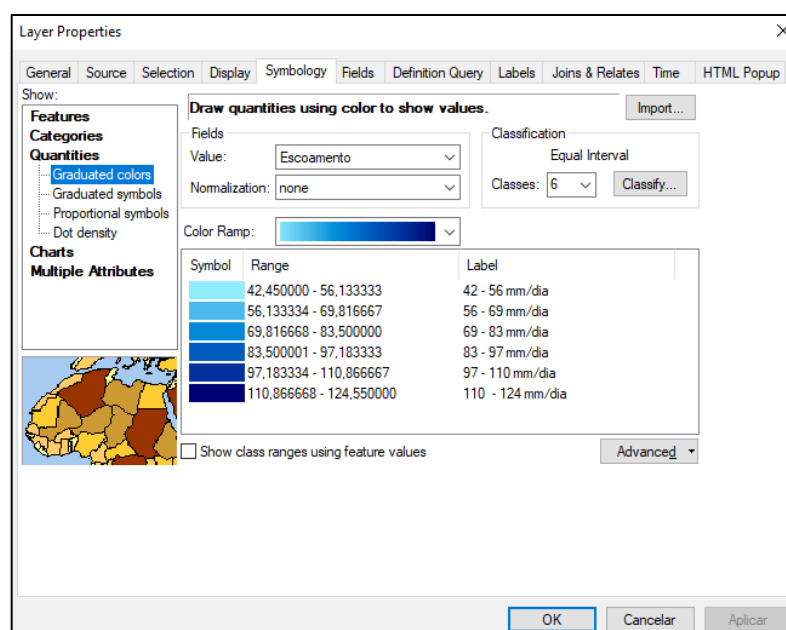 Layer Properties
General Source Selection Display Symbology Fields Definition Query Labels Joins & Relates Time HTML Popup
Show:
Features
Categories
Quantities
Graduated colors
Graduated symbols
Proportional symbols
Dot density
Charts
Multiple Attributes
Draw quantities using color to show values.
Import...
Fields
Value: Escoamento
Normalization: none
Classification
Equal Interval
Classes: 6 Classify...
Color Ramp:
Symbol Range Label
42,450000 - 56,133333 42 - 56 mm/dia
56,133334 - 69,816667 56 - 69 mm/dia
69,816668 - 83,500000 69 - 83 mm/dia
83,500001 - 97,183333 83 - 97 mm/dia
97,183334 - 110,866667 97 - 110 mm/dia
110,866668 - 124,550000 110 - 124 mm/dia
Show class ranges using feature values
Advanced
OK Cancelar Aplicar